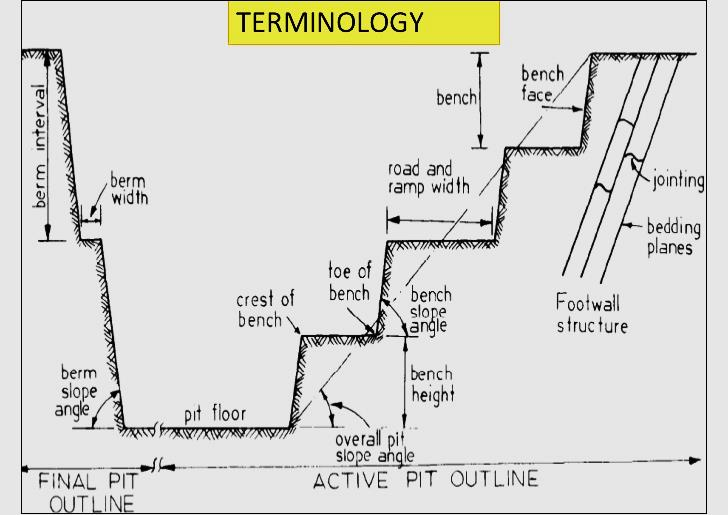 TERMINOLOGY
berm interval
berm
width
bench
bench
face
road and
ramp width
jointing
bedding
planes
Footwall
structure
crest of
bench
toe of
bench
bench
slope
angle
bench
height
berm
slope
angle
pit floor
overall pit
slope angle
FINAL PIT
OUTLINE
ACTIVE PIT OUTLINE